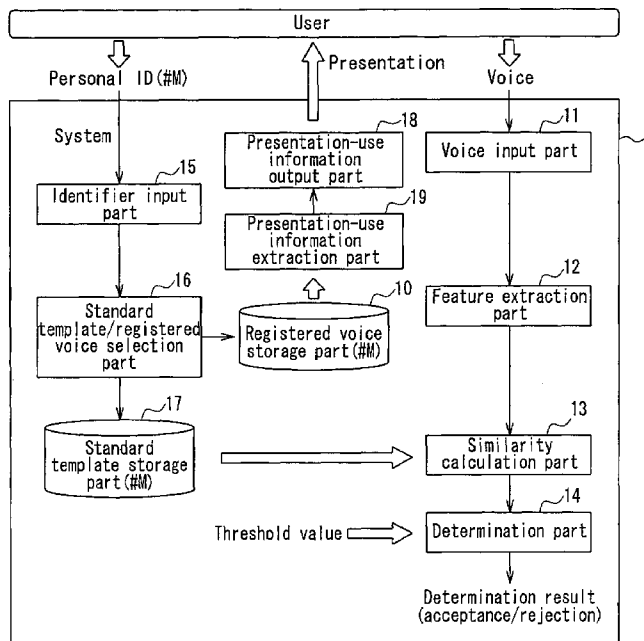 User
Personal ID(#M)
Presentation
Voice
System
15
Identifier input
part
18
Presentation-use
information
output part
11
Voice input part
19
Presentation-use
information
extraction part
16
Standard
template/registered
voice selection
part
10
Registered voice
storage part(#M)
12
Feature extraction
part
17
Standard
template storage
part(#M)
13
Similarity
calculation part
14
Threshold value
Determination part
Determination result
(acceptance/rejection)